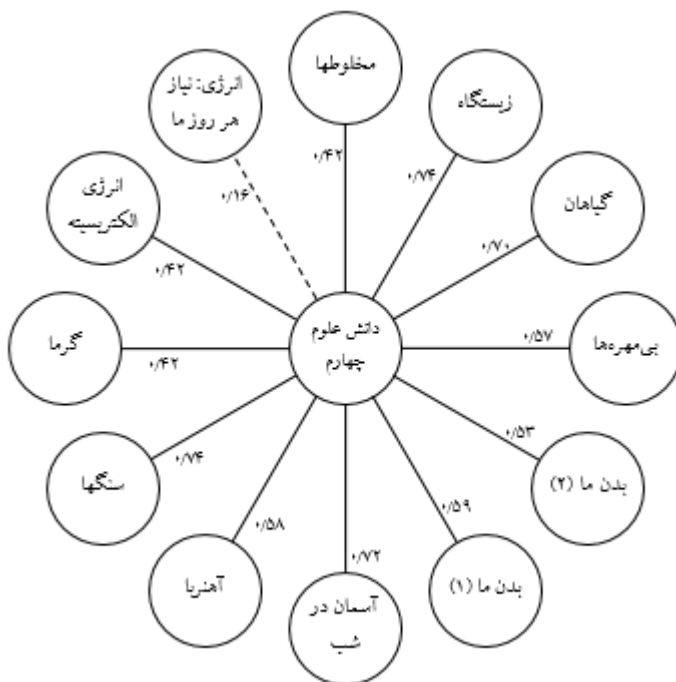 مخلوطها
۰/۴۲
زیستگاه
۰/۷۴
گیاهان
۰/۷۰
بی‌مهره‌ها
۰/۵۷
بدن ما (۲)
۰/۵۳
بدن ما (۱)
۰/۵۹
آسمان در
شب
۰/۷۲
آهنربا
۰/۵۸
سنگها
۰/۷۴
گرما
۰/۴۲
انرژی
الکتریسیته
۰/۴۲
انرژی: نیاز
هر روز ما
۰/۱۶
دانش علوم
چهارم